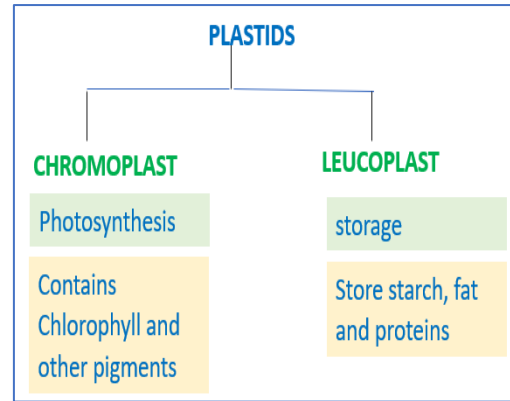 PLASTIDS
CHROMOPLAST
Photosynthesis
Contains
Chlorophyll and
other pigments
LEUCOPLAST
storage
Store starch, fat
and proteins